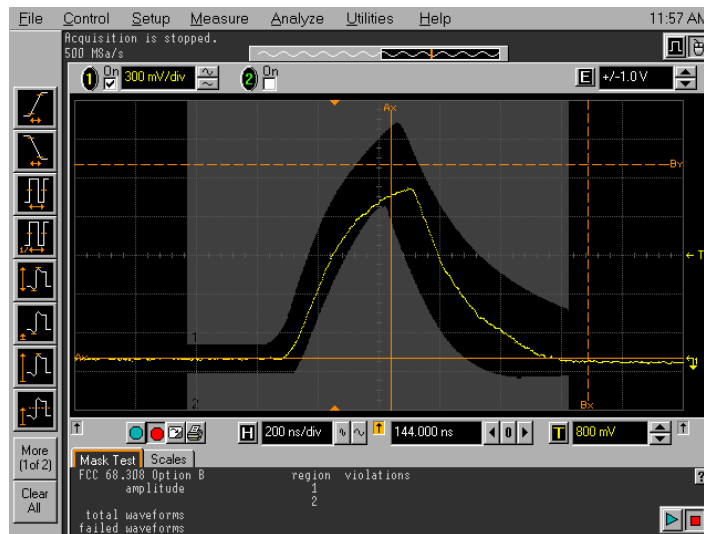 File Control Setup Measure Analyze Utilities Help 11:57 AM
Acquisition is stopped.
500 MSa/s
1 On 300 mV/div 2 On E +/-1.0 V
Ax
By
T
1
Ax
1
2
Bx
H 200 ns/div 144.000 ns 0 T 800 mV
More
(1of 2)
Clear
All
Mask Test Scales
FCC 68.308 Option B region violations
amplitude 1
2
total waveforms
failed waveforms
?